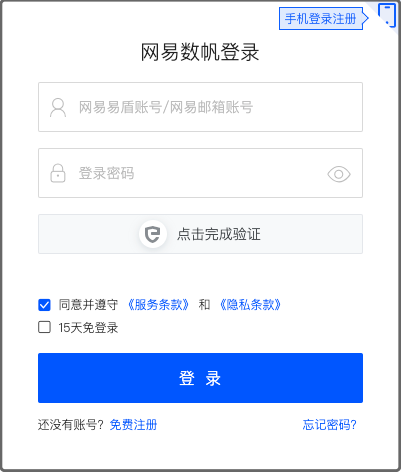 手机登录注册
网易数帆登录
网易易盾账号/网易邮箱账号
登录密码
点击完成验证
同意并遵守 《服务条款》 和 《隐私条款》
15天免登录
登 录
还没有账号? 免费注册 忘记密码?